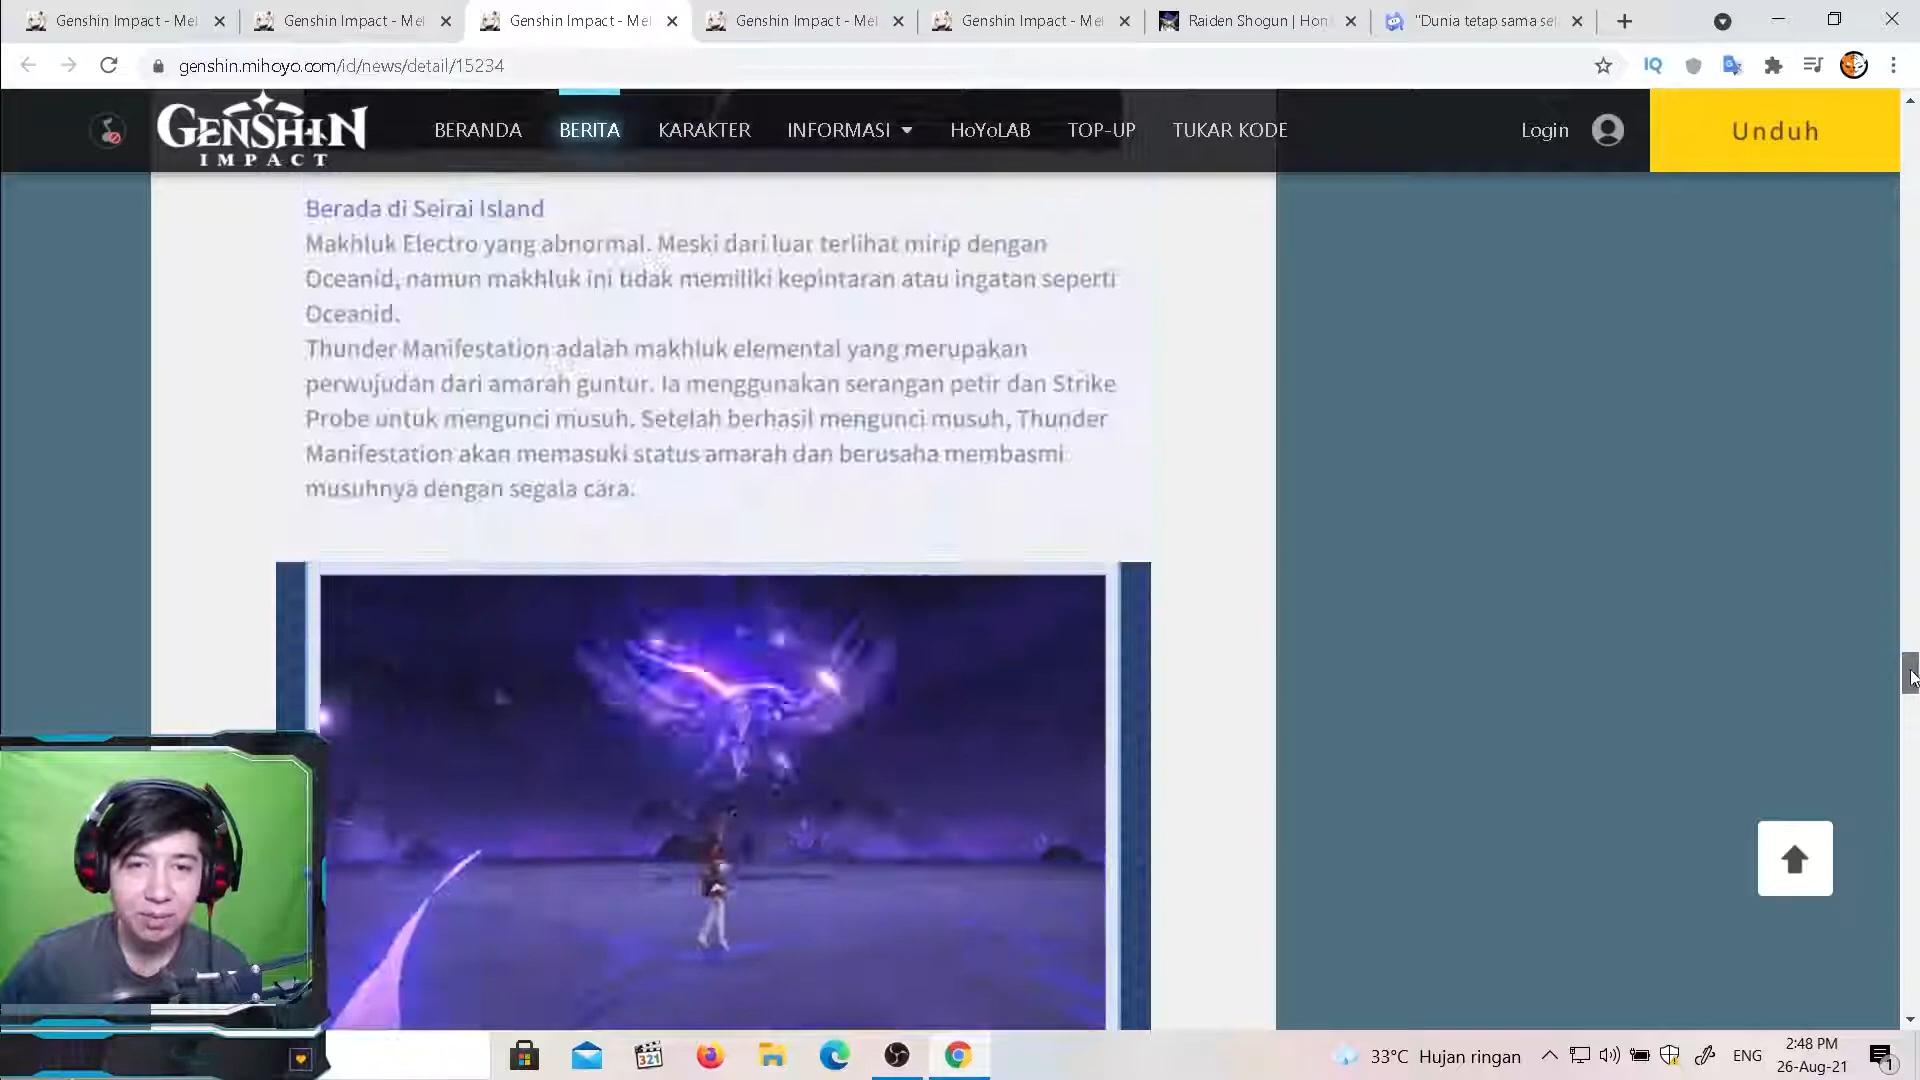 Genshin Impact - Mel
Genshin Impact - Mel
Genshin Impact - Mel
Genshin Impact - Mel
Genshin Impact - Mel
Raiden Shogun | Hon
"Dunia tetap sama sel
genshin.mihoyo.com/id/news/detail/15234
IQ
GENSHIN
IMPACT
BERANDA
BERITA
KARAKTER
INFORMASI
HoYoLAB
TOP-UP
TUKAR KODE
Login
Unduh
Berada di Seirai Island
Makhluk Electro yang abnormal. Meski dari luar terlihat mirip dengan
Oceanid, namun makhluk ini tidak memiliki kepintaran atau ingatan seperti
Oceanid.
Thunder Manifestation adalah makhluk elemental yang merupakan
perwujudan dari amarah guntur. Ia menggunakan serangan petir dan Strike
Probe untuk mengunci musuh. Setelah berhasil mengunci musuh, Thunder
Manifestation akan memasuki status amarah dan berusaha membasmi
musuhnya dengan segala cara.
321
33°C Hujan ringan
ENG
2:48 PM
26-Aug-21
1